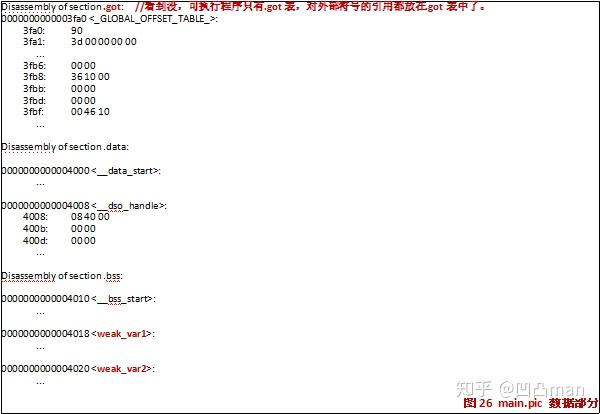 Disassembly of section .got:   //看到没，可执行程序只有.got 表，对外部符号的引用都放在.got 表中了。
0000000000003fa0 <_GLOBAL_OFFSET_TABLE_>:
3fa0: 90
3fa1: 3d 00 00 00 00
...
3fb6: 00 00
3fb8: 36 10 00
3fbb: 00 00
3fbd: 00 00
3fbf: 00 46 10
...
Disassembly of section .data:
0000000000004000 <__data_start>:
...
0000000000004008 <__dso_handle>:
4008: 08 40 00
400b: 00 00
400d: 00 00
...
Disassembly of section .bss:
0000000000004010 <__bss_start>:
...
0000000000004018 <weak_var1>:
...
0000000000004020 <weak_var2>:
...
知乎 @凹凸man
图 26 main.pic 数据部分